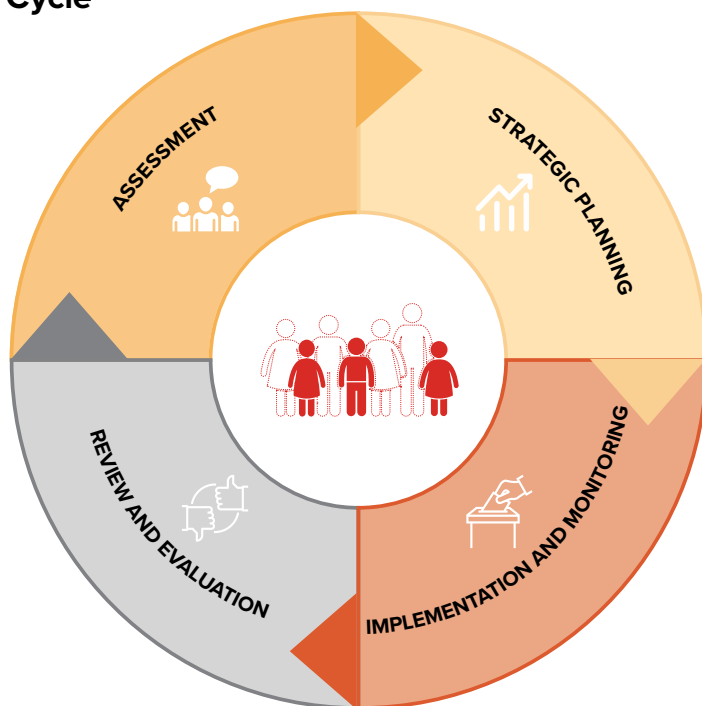 Cycle
ASSESSMENT
STRATEGIC PLANNING
IMPLEMENTATION AND MONITORING
REVIEW AND EVALUATION